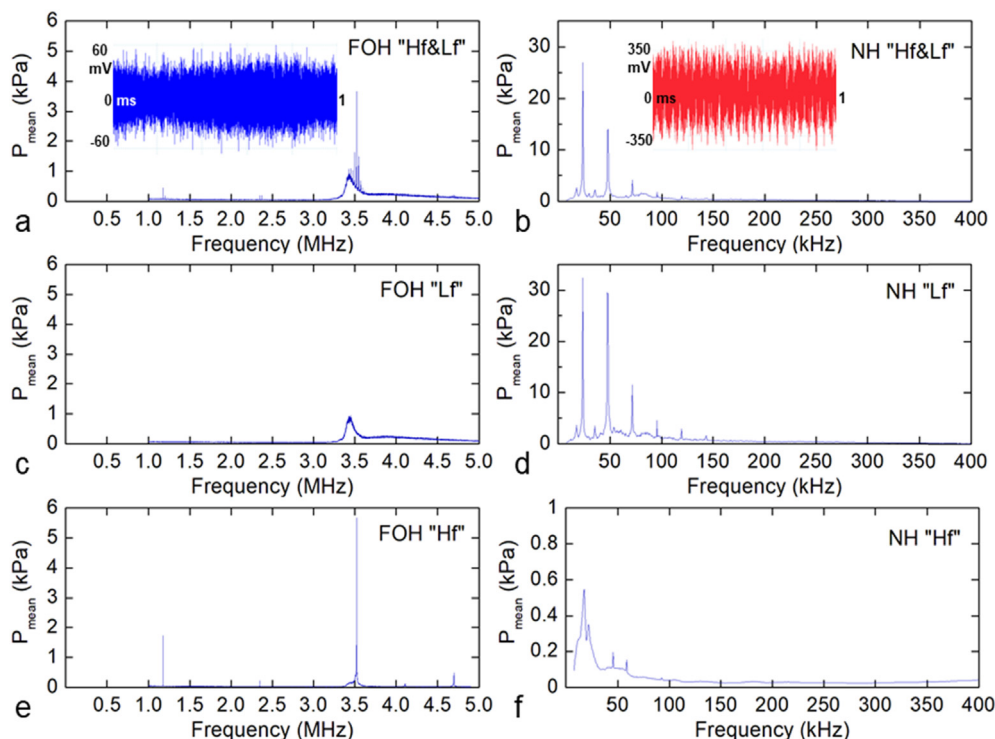 6
5
4
3
2
1
0
P mean (kPa)
60
mV
0
-60
ms
1
FOH "Hf&Lf"
0.5 1.0 1.5 2.0 2.5 3.0 3.5 4.0 4.5 5.0
a Frequency (MHz)
30
20
10
0
P mean (kPa)
350
mV
0
-350
ms
1
NH "Hf&Lf"
50 100 150 200 250 300 350 400
b Frequency (kHz)
6
5
4
3
2
1
0
P mean (kPa)
FOH "Lf"
0.5 1.0 1.5 2.0 2.5 3.0 3.5 4.0 4.5 5.0
c Frequency (MHz)
30
20
10
0
P mean (kPa)
NH "Lf"
50 100 150 200 250 300 350 400
d Frequency (kHz)
6
5
4
3
2
1
0
P mean (kPa)
FOH "Hf"
0.5 1.0 1.5 2.0 2.5 3.0 3.5 4.0 4.5 5.0
e Frequency (MHz)
1
0.8
0.6
0.4
0.2
0
P mean (kPa)
NH "Hf"
50 100 150 200 250 300 350 400
f Frequency (kHz)